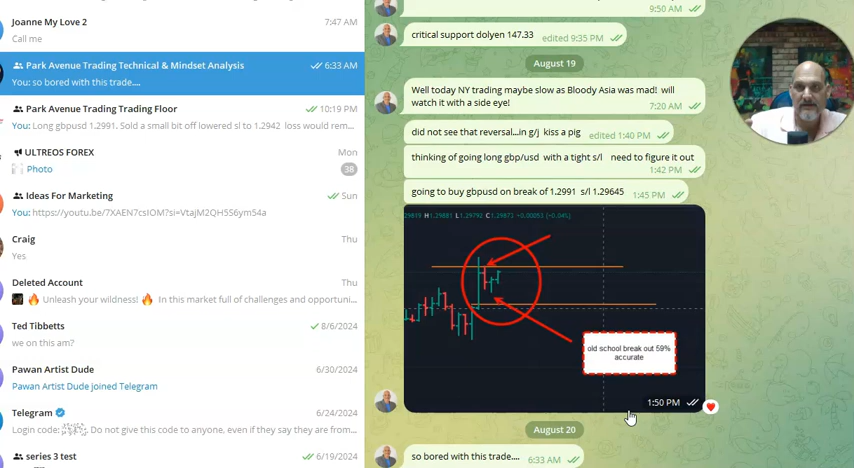 Joanne My Love 2
7:47 AM
Call me
Park Avenue Trading Technical & Mindset Analysis
6:33 AM
You: so bored with this trade....
Park Avenue Trading Trading Floor
10:19 PM
You: Long gbpusd 1.2991. Sold a small bit off lowered sl to 1.2942 loss would rem...
ULTREOS FOREX
Mon
Photo
38
Ideas For Marketing
Sun
You: https://youtu.be/7XAEN7csIOM?si=VtajM2QH5S6ym54a
Craig
Thu
Yes
Deleted Account
Thu
🔥 Unleash your wildness! 🔥 In this market full of challenges and opportuni...
Ted Tibbetts
8/6/2024
we on this am?
Pawan Artist Dude
6/30/2024
Pawan Artist Dude joined Telegram
Telegram
6/24/2024
Login code:
Do not give this code to anyone, even if they say they are from...
series 3 test
6/19/2024
9:50 AM
critical support dolyen 147.33
edited 9:35 PM
August 19
Well today NY trading maybe slow as Bloody Asia was mad! will
watch it with a side eye!
7:20 AM
did not see that reversal...in g/j kiss a pig
edited 1:40 PM
thinking of going long gbp/usd with a tight s/l need to figure it out
1:42 PM
going to buy gbpusd on break of 1.2991 s/l 1.29645
1:45 PM
29819 H1.29881 L1.29792 C1.29873 −0.00053 (−0.04%)
old school break out 59%
accurate
1:50 PM
August 20
so bored with this trade....
6:33 AM